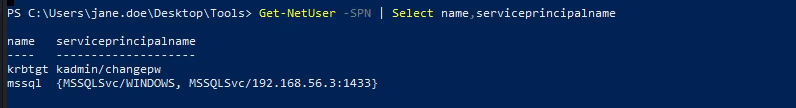 PS C:\Users\jane.doe\Desktop\Tools> Get-NetUser -SPN | Select name,serviceprincipalname
name   serviceprincipalname
----   --------------------
krbtgt kadmin/changepw
mssql  {MSSQLSvc/WINDOWS, MSSQLSvc/192.168.56.3:1433}